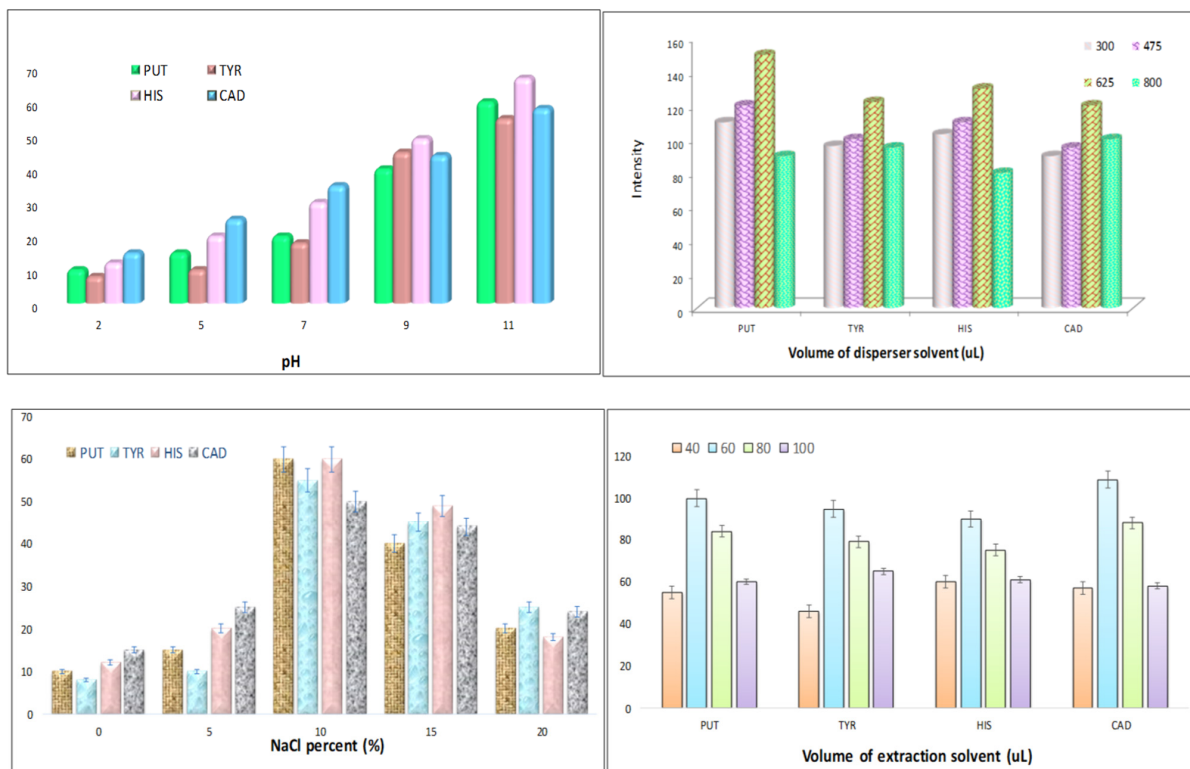 PUT TYR
HIS CAD
70
60
50
40
30
20
10
0
2 5 7 9 11
pH
160
140
120
100
80
60
40
20
0
Intensity
300 475
625 800
PUT TYR HIS CAD
Volume of disperser solvent (uL)
70
60
50
40
30
20
10
0
PUT TYR HIS CAD
0 5 10 15 20
NaCl percent (%)
40 60 80 100
120
100
80
60
40
20
0
PUT TYR HIS CAD
Volume of extraction solvent (uL)